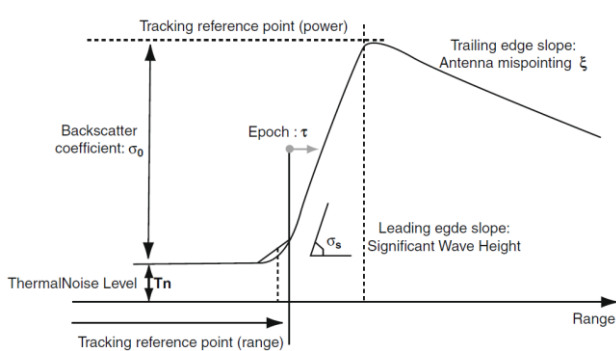 Tracking reference point (power)
Trailing edge slope:
Antenna mispointing ξ
Backscatter
coefficient: σ0
Epoch : τ
σs
Leading egde slope:
Significant Wave Height
ThermalNoise Level Tn
Range
Tracking reference point (range)